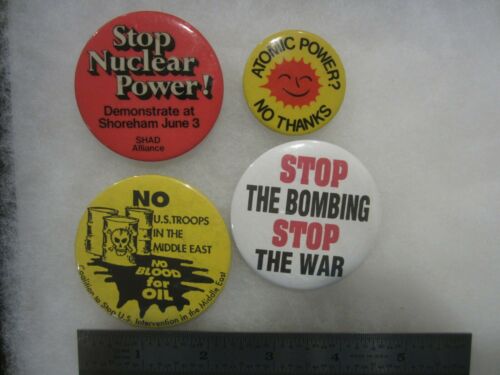 Stop
Nuclear
Power!
Demonstrate at
Shoreham June 3
SHAD
Alliance
ATOMIC POWER?
NO THANKS
NO
U.S. TROOPS
IN THE
MIDDLE EAST
NO
BLOOD
for
OIL
Coalition to Stop U.S. Intervention in the Middle East
STOP
THE BOMBING
STOP
THE WAR
1 2 3 4 5